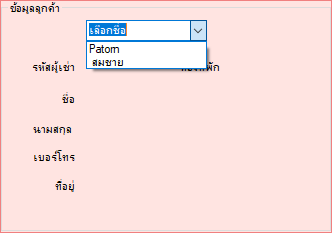 ข้อมูลลูกค้า
เลือกชื่อ
Patorn
สมชาย
รหัสผู้เช่า
ชื่อ
นามสกุล
เบอร์โทร
ที่อยู่